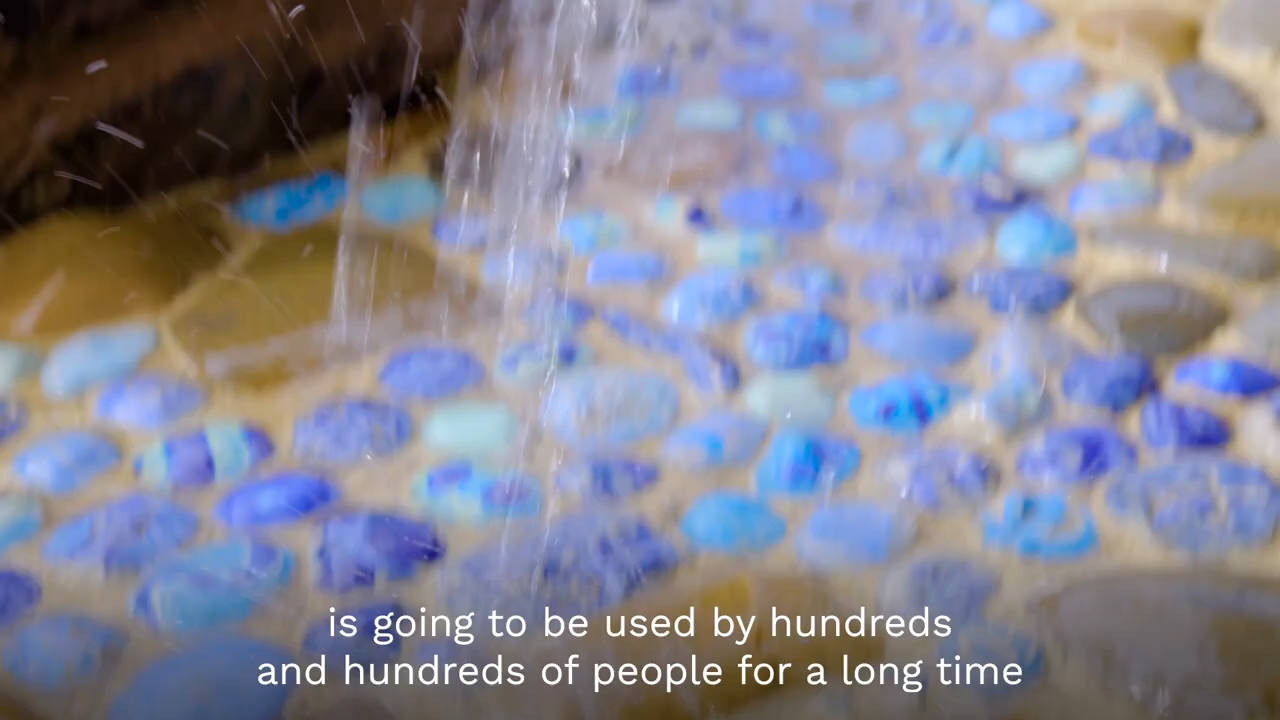 is going to be used by hundreds
and hundreds of people for a long time